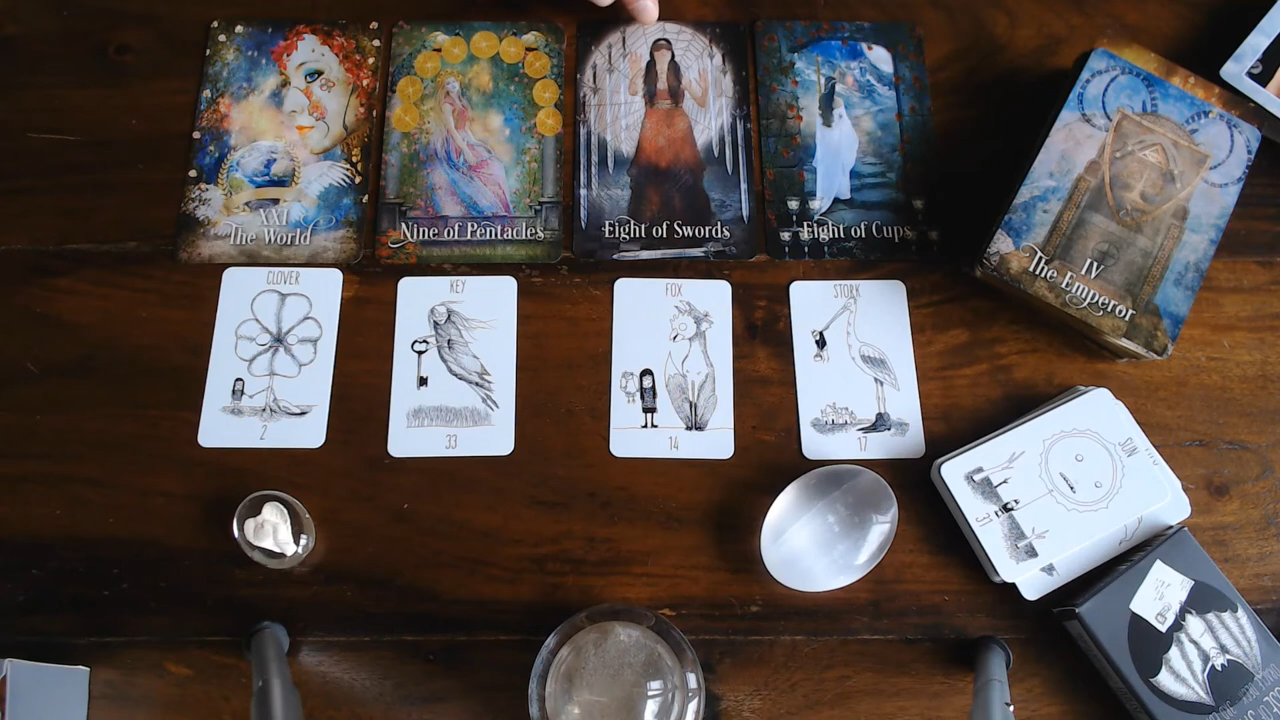 XXI
The World
Nine of Pentacles
Eight of Swords
Eight of Cups
IV
The Emperor
CLOVER
2
KEY
33
FOX
14
STORK
17
SUN
31